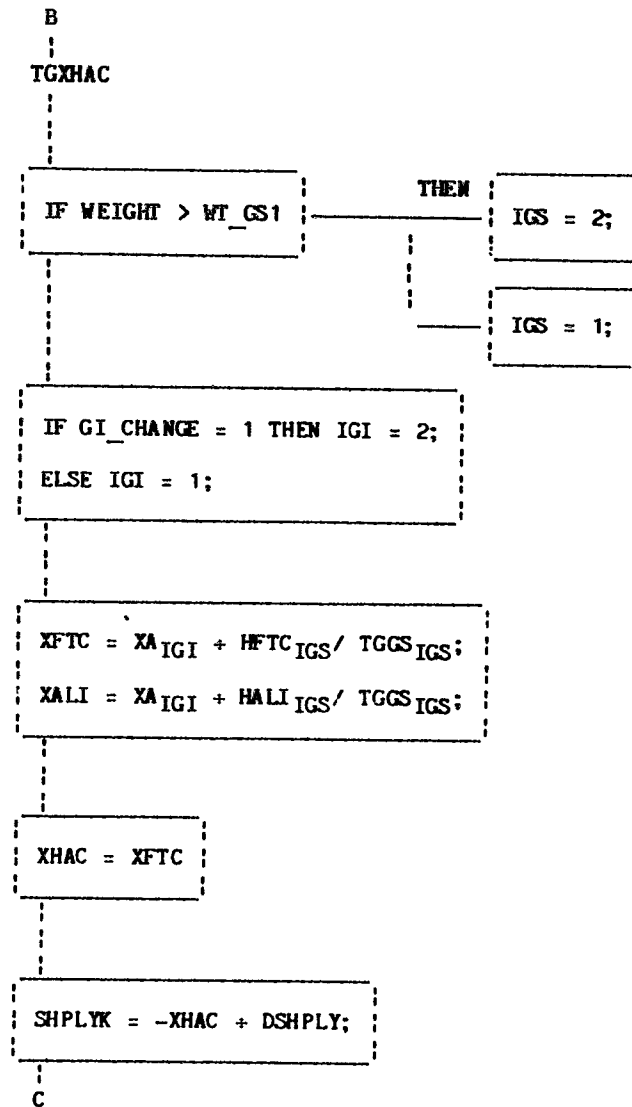 B
TGXHAC
IF WEIGHT > WT_GS1
THEN
IGS = 2;
IGS = 1;
IF GI_CHANGE = 1 THEN IGI = 2;
ELSE IGI = 1;
XFTC = XA_IGI + HFTC_IGS / TGGS_IGS;
XALI = XA_IGI + HALI_IGS / TGGS_IGS;
XHAC = XFTC
SHPLYK = -XHAC + DSHPLY;
C